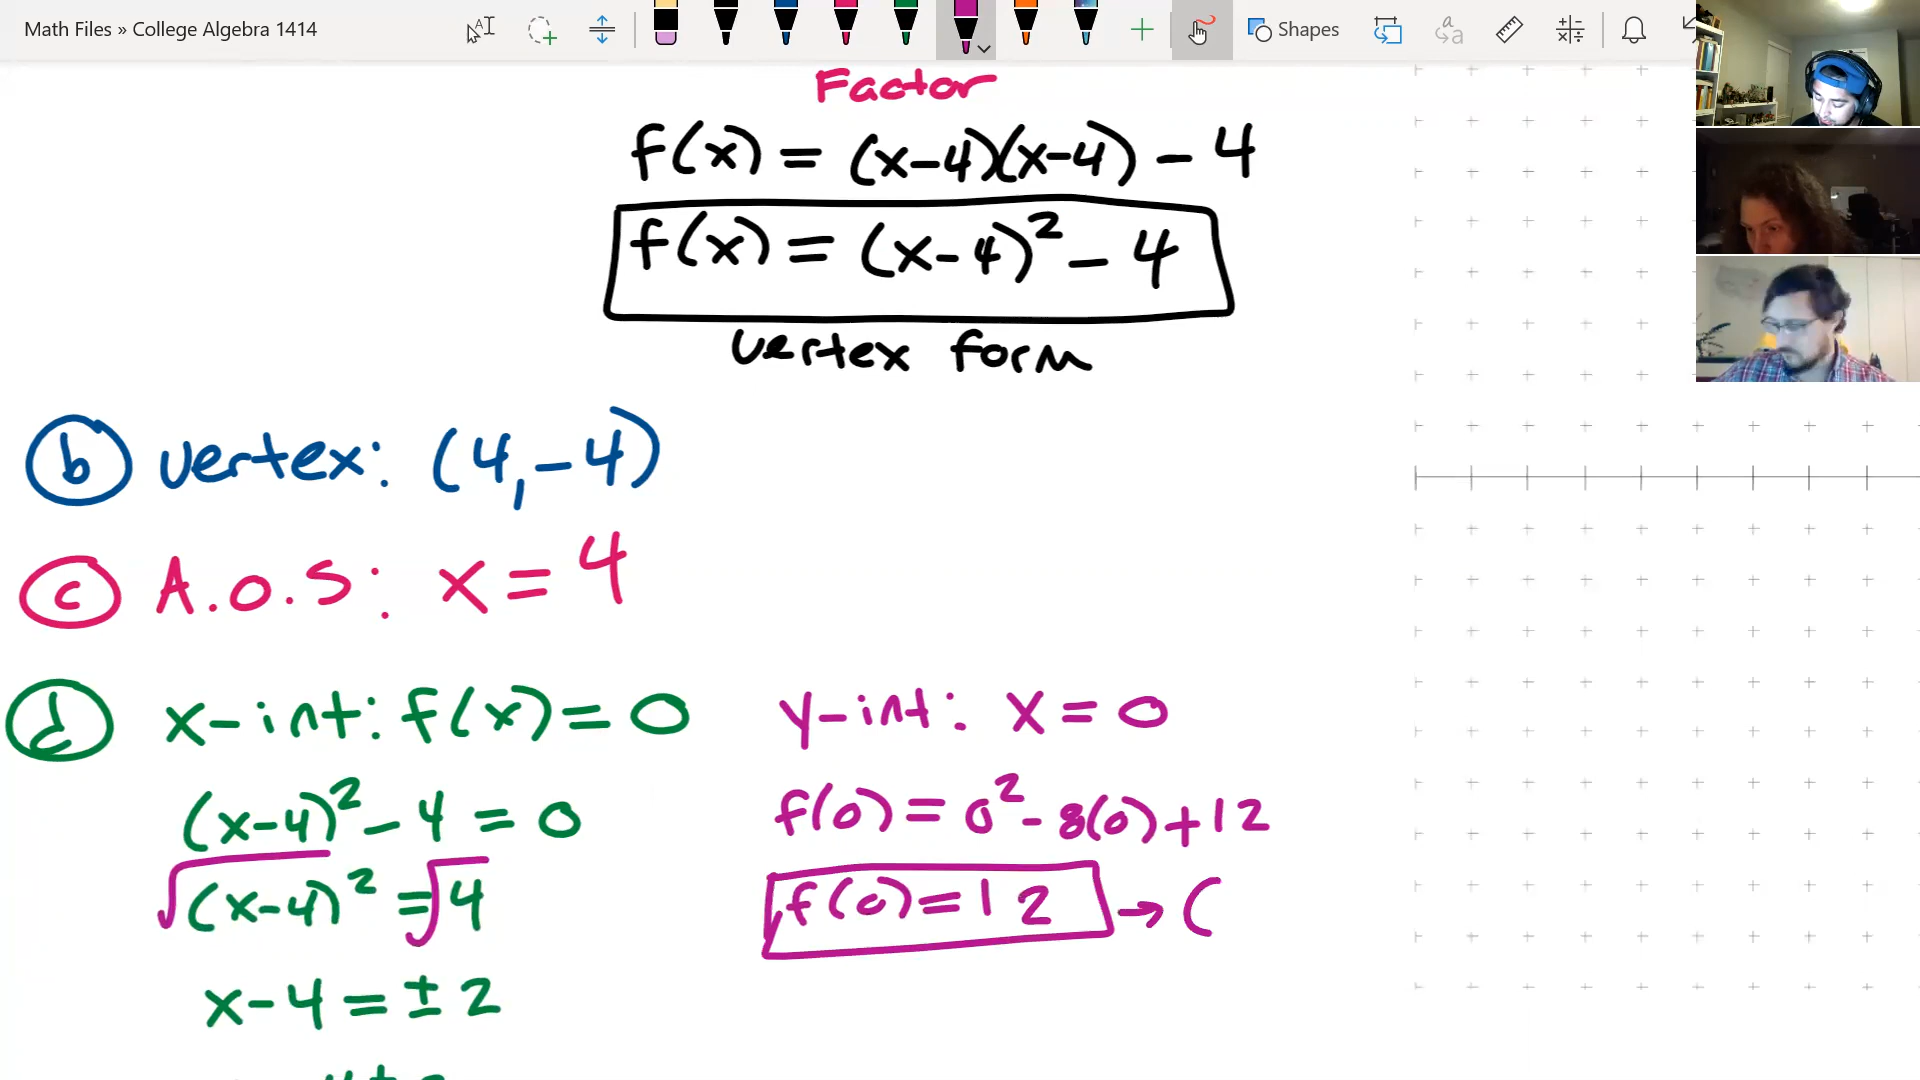 Math Files » College Algebra 1414
Shapes
Factor
f(x) = (x-4)(x-4) - 4
f(x) = (x-4)² - 4
vertex form
b vertex: (4,-4)
c A.o.S: x = 4
d x-int: f(x) = 0
(x-4)² - 4 = 0
√(x-4)² = √4
x-4 = ± 2
y-int: x = 0
f(0) = 0² - 8(0) + 12
f(0) = 12 → (